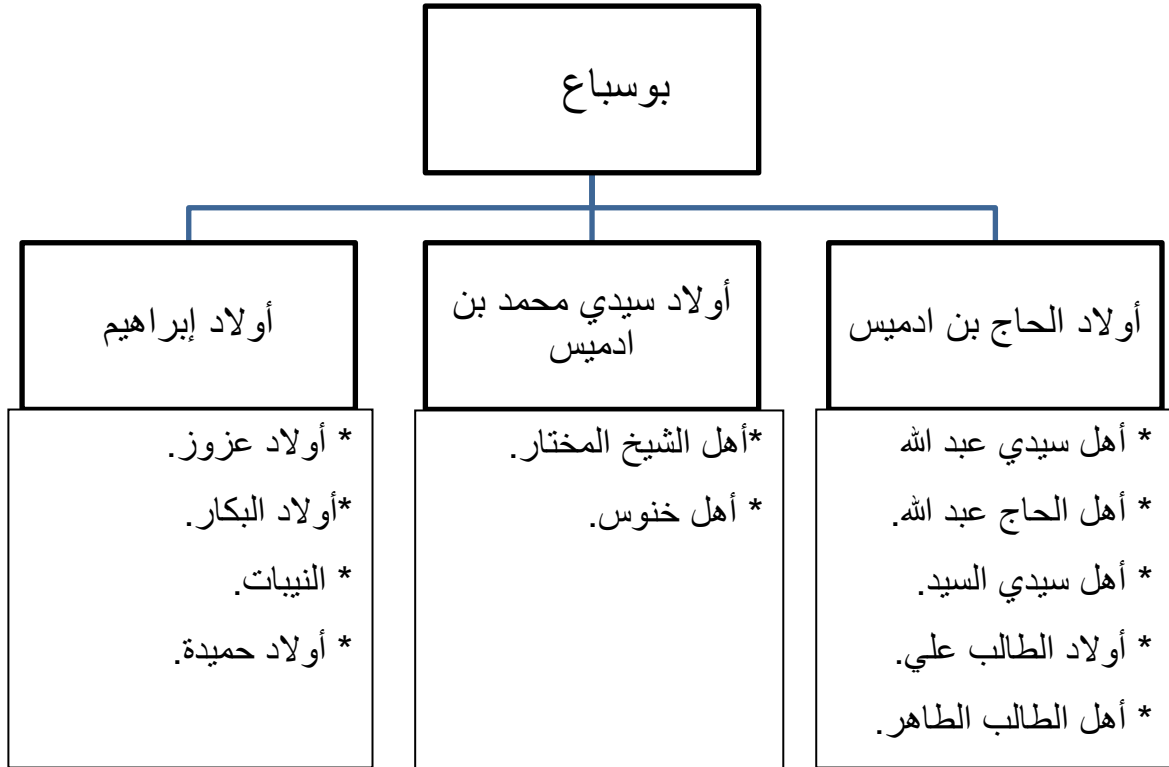 بوسباع
أولاد الحاج بن ادميس
* أهل سيدي عبد الله
* أهل الحاج عبد الله.
* أهل سيدي السيد.
* أولاد الطالب علي.
* أهل الطالب الطاهر.
أولاد سيدي محمد بن
ادميس
*أهل الشيخ المختار.
* أهل خنوس.
أولاد إبراهيم
* أولاد عزوز.
*أولاد البكار.
* النيبات.
* أولاد حميدة.